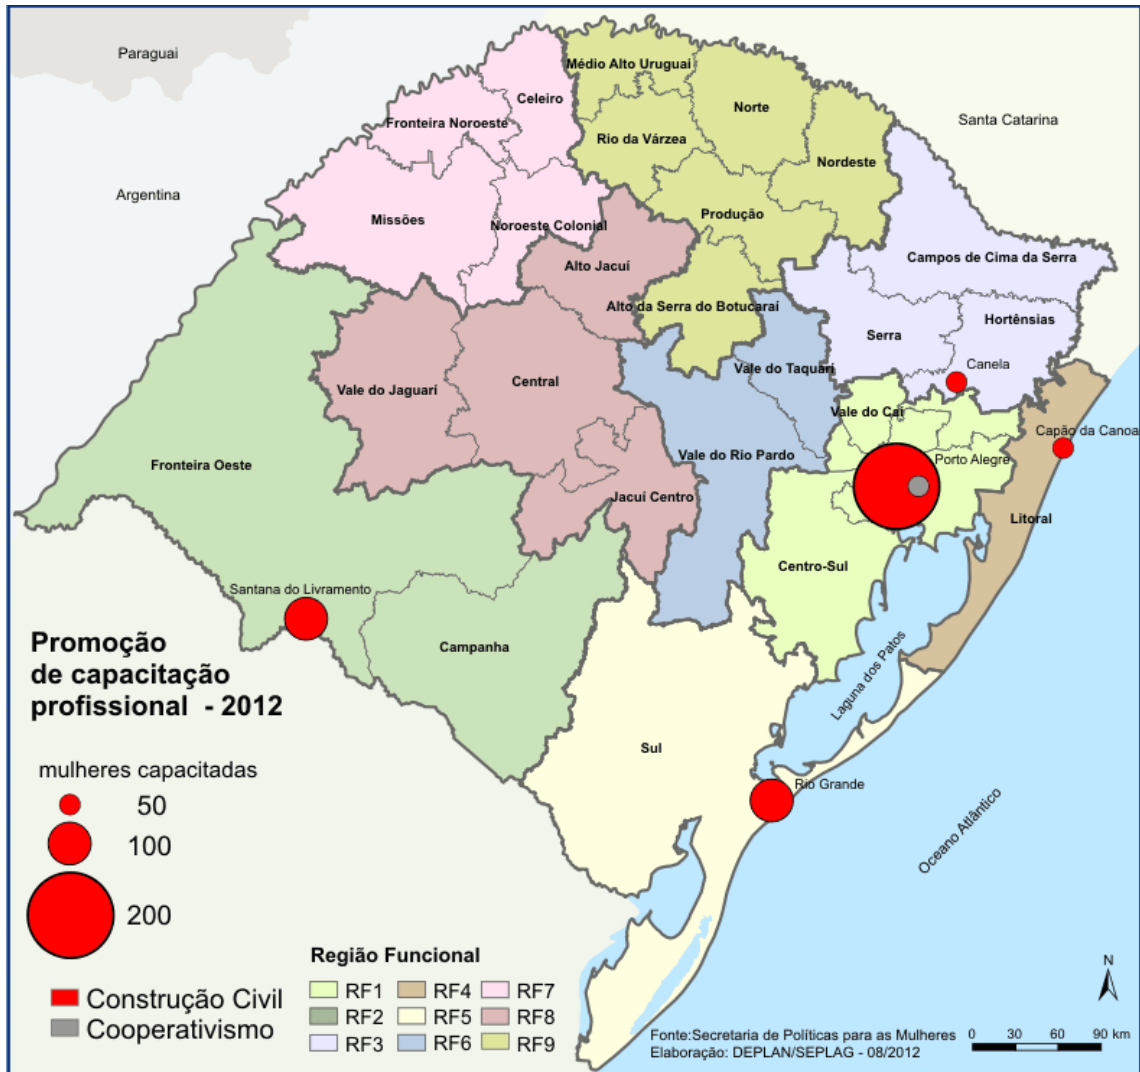 Paraguai
Santa Catarina
Argentina
Médio Alto Uruguai
Celeiro
Norte
Fronteira Noroeste
Rio da Várzea
Nordeste
Missões
Noroeste Colonial
Produção
Alto Jacuí
Campos de Cima da Serra
Alto da Serra do Botucaraí
Hortênsias
Serra
Canela
Vale do Taquari
Central
Vale do Jaguarí
Vale do Caí
Capão da Canoa
Fronteira Oeste
Vale do Rio Pardo
Porto Alegre
Jacuí Centro
Litoral
Centro-Sul
Santana do Livramento
Campanha
Laguna dos Patos
Sul
Rio Grande
Oceano Atlântico
Promoção
de capacitação
profissional - 2012
mulheres capacitadas
50
100
200
Construção Civil
Cooperativismo
Região Funcional
RF1 RF4 RF7
RF2 RF5 RF8
RF3 RF6 RF9
N
Fonte:Secretaria de Políticas para as Mulheres
Elaboração: DEPLAN/SEPLAG - 08/2012
0 30 60 90 km